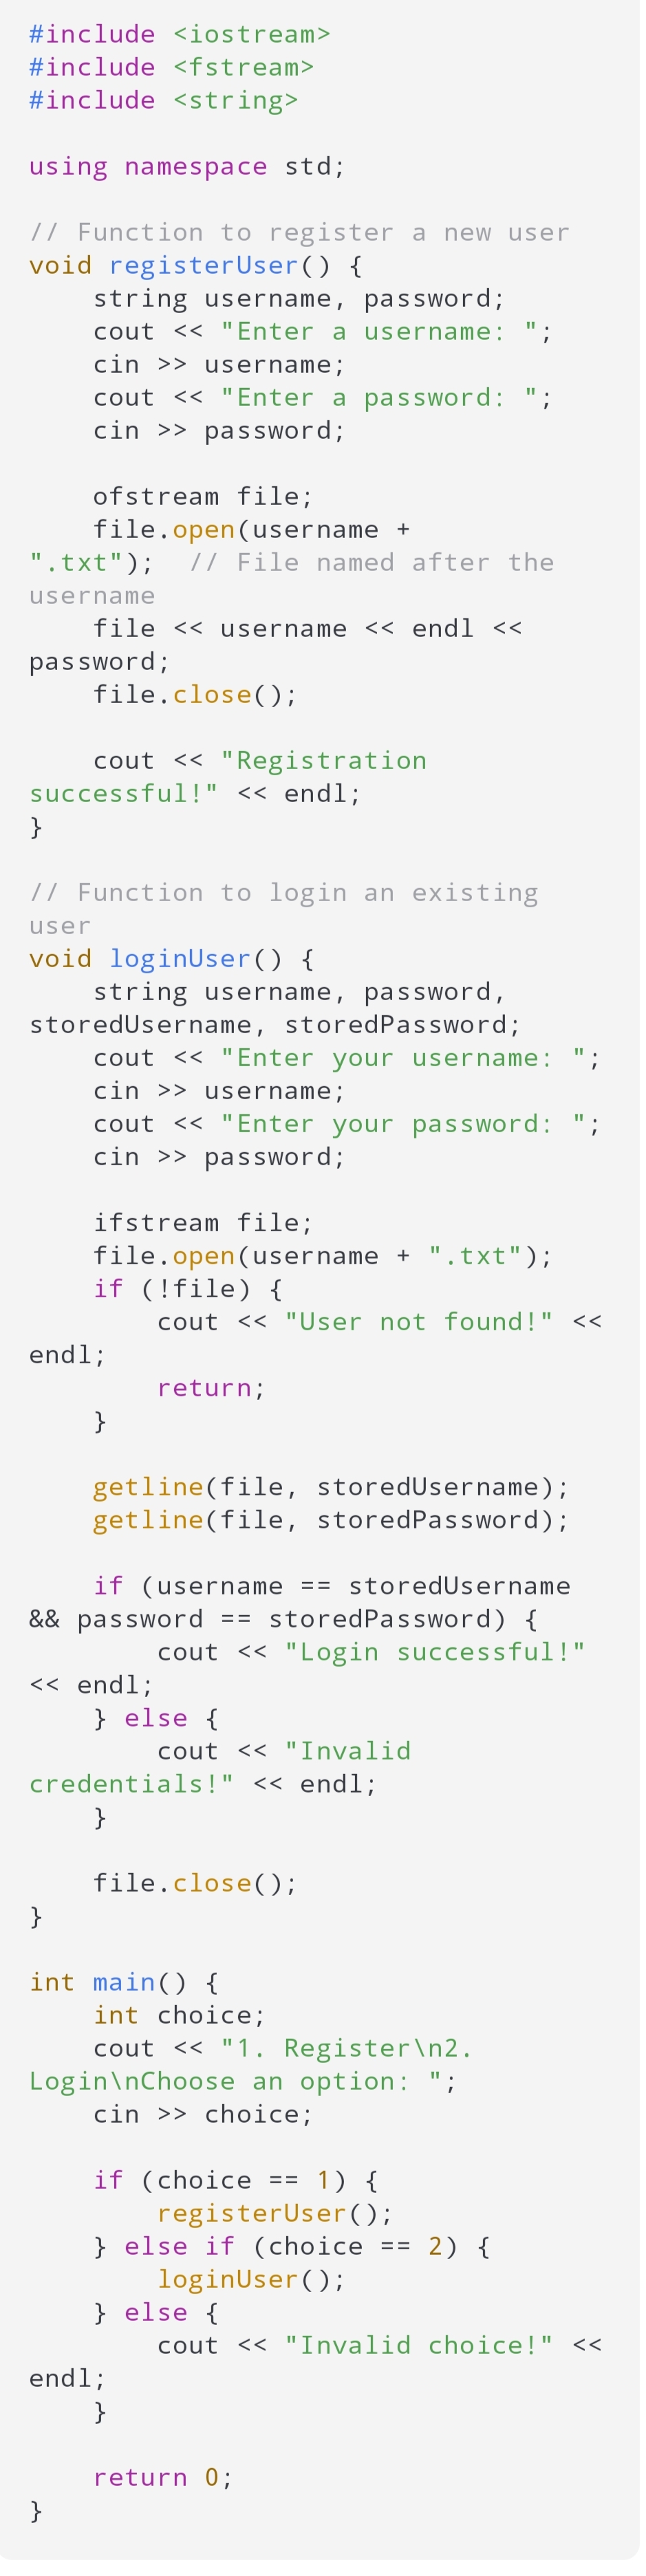 #include <iostream>
#include <fstream>
#include <string>

using namespace std;

// Function to register a new user
void registerUser() {
    string username, password;
    cout << "Enter a username: ";
    cin >> username;
    cout << "Enter a password: ";
    cin >> password;

    ofstream file;
    file.open(username +
".txt");  // File named after the
username
    file << username << endl <<
password;
    file.close();

    cout << "Registration
successful!" << endl;
}

// Function to login an existing
user
void loginUser() {
    string username, password,
storedUsername, storedPassword;
    cout << "Enter your username: ";
    cin >> username;
    cout << "Enter your password: ";
    cin >> password;

    ifstream file;
    file.open(username + ".txt");
    if (!file) {
        cout << "User not found!" <<
endl;
        return;
    }

    getline(file, storedUsername);
    getline(file, storedPassword);

    if (username == storedUsername
&& password == storedPassword) {
        cout << "Login successful!"
<< endl;
    } else {
        cout << "Invalid
credentials!" << endl;
    }

    file.close();
}

int main() {
    int choice;
    cout << "1. Register\n2.
Login\nChoose an option: ";
    cin >> choice;

    if (choice == 1) {
        registerUser();
    } else if (choice == 2) {
        loginUser();
    } else {
        cout << "Invalid choice!" <<
endl;
    }

    return 0;
}